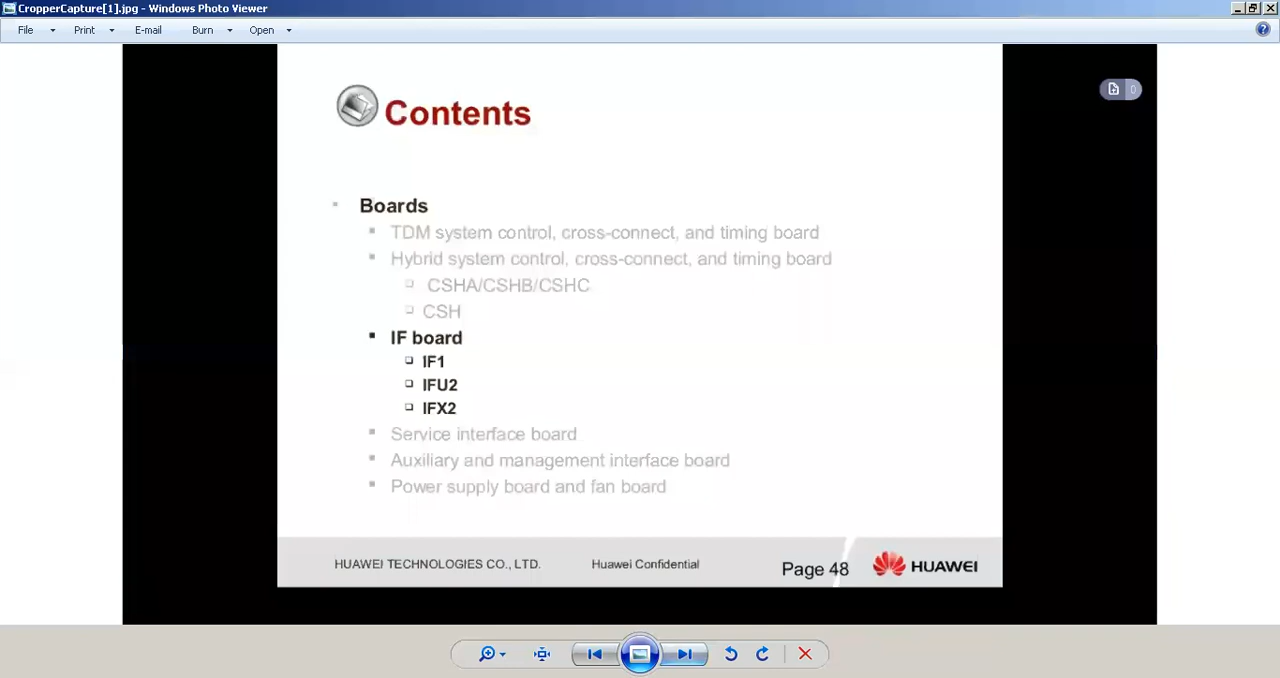 CropperCapture[1].jpg - Windows Photo Viewer
File Print E-mail Burn Open
0
Contents
Boards
TDM system control, cross-connect, and timing board
Hybrid system control, cross-connect, and timing board
CSHA/CSHB/CSHC
CSH
IF board
IF1
IFU2
IFX2
Service interface board
Auxiliary and management interface board
Power supply board and fan board
HUAWEI TECHNOLOGIES CO., LTD. Huawei Confidential Page 48 HUAWEI